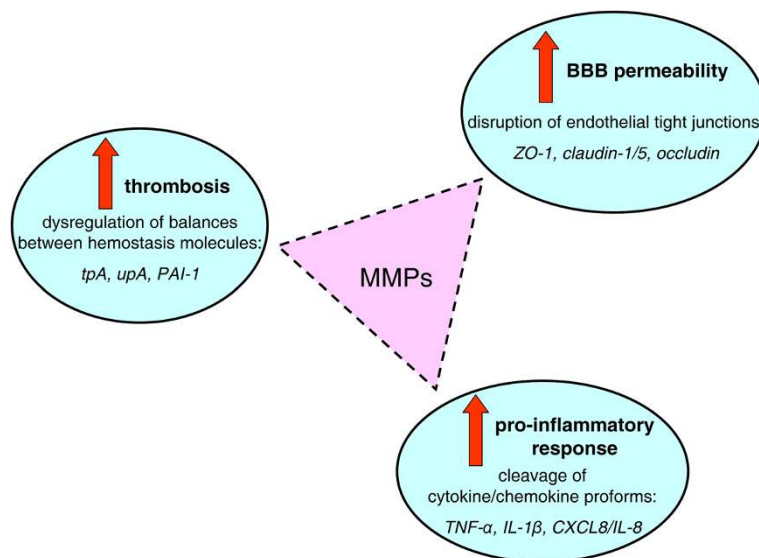 BBB permeability
disruption of endothelial tight junctions
ZO-1, claudin-1/5, occludin
thrombosis
dysregulation of balances
between hemostasis molecules:
tpA, upA, PAI-1
MMPs
pro-inflammatory
response
cleavage of
cytokine/chemokine proforms:
TNF-α, IL-1β, CXCL8/IL-8